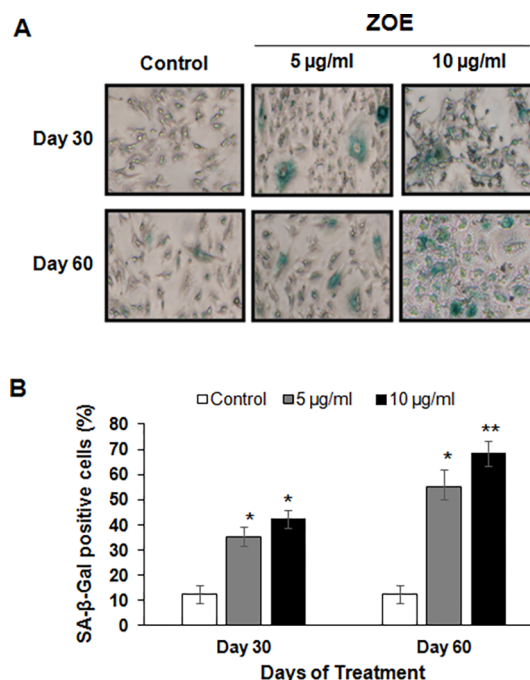 A
ZOE
Control
5 µg/ml
10 µg/ml
Day 30
Day 60
B
Control
5 µg/ml
10 µg/ml
SA-β-Gal positive cells (%)
80
70
60
50
40
30
20
10
0
*
*
*
**
Day 30
Day 60
Days of Treatment